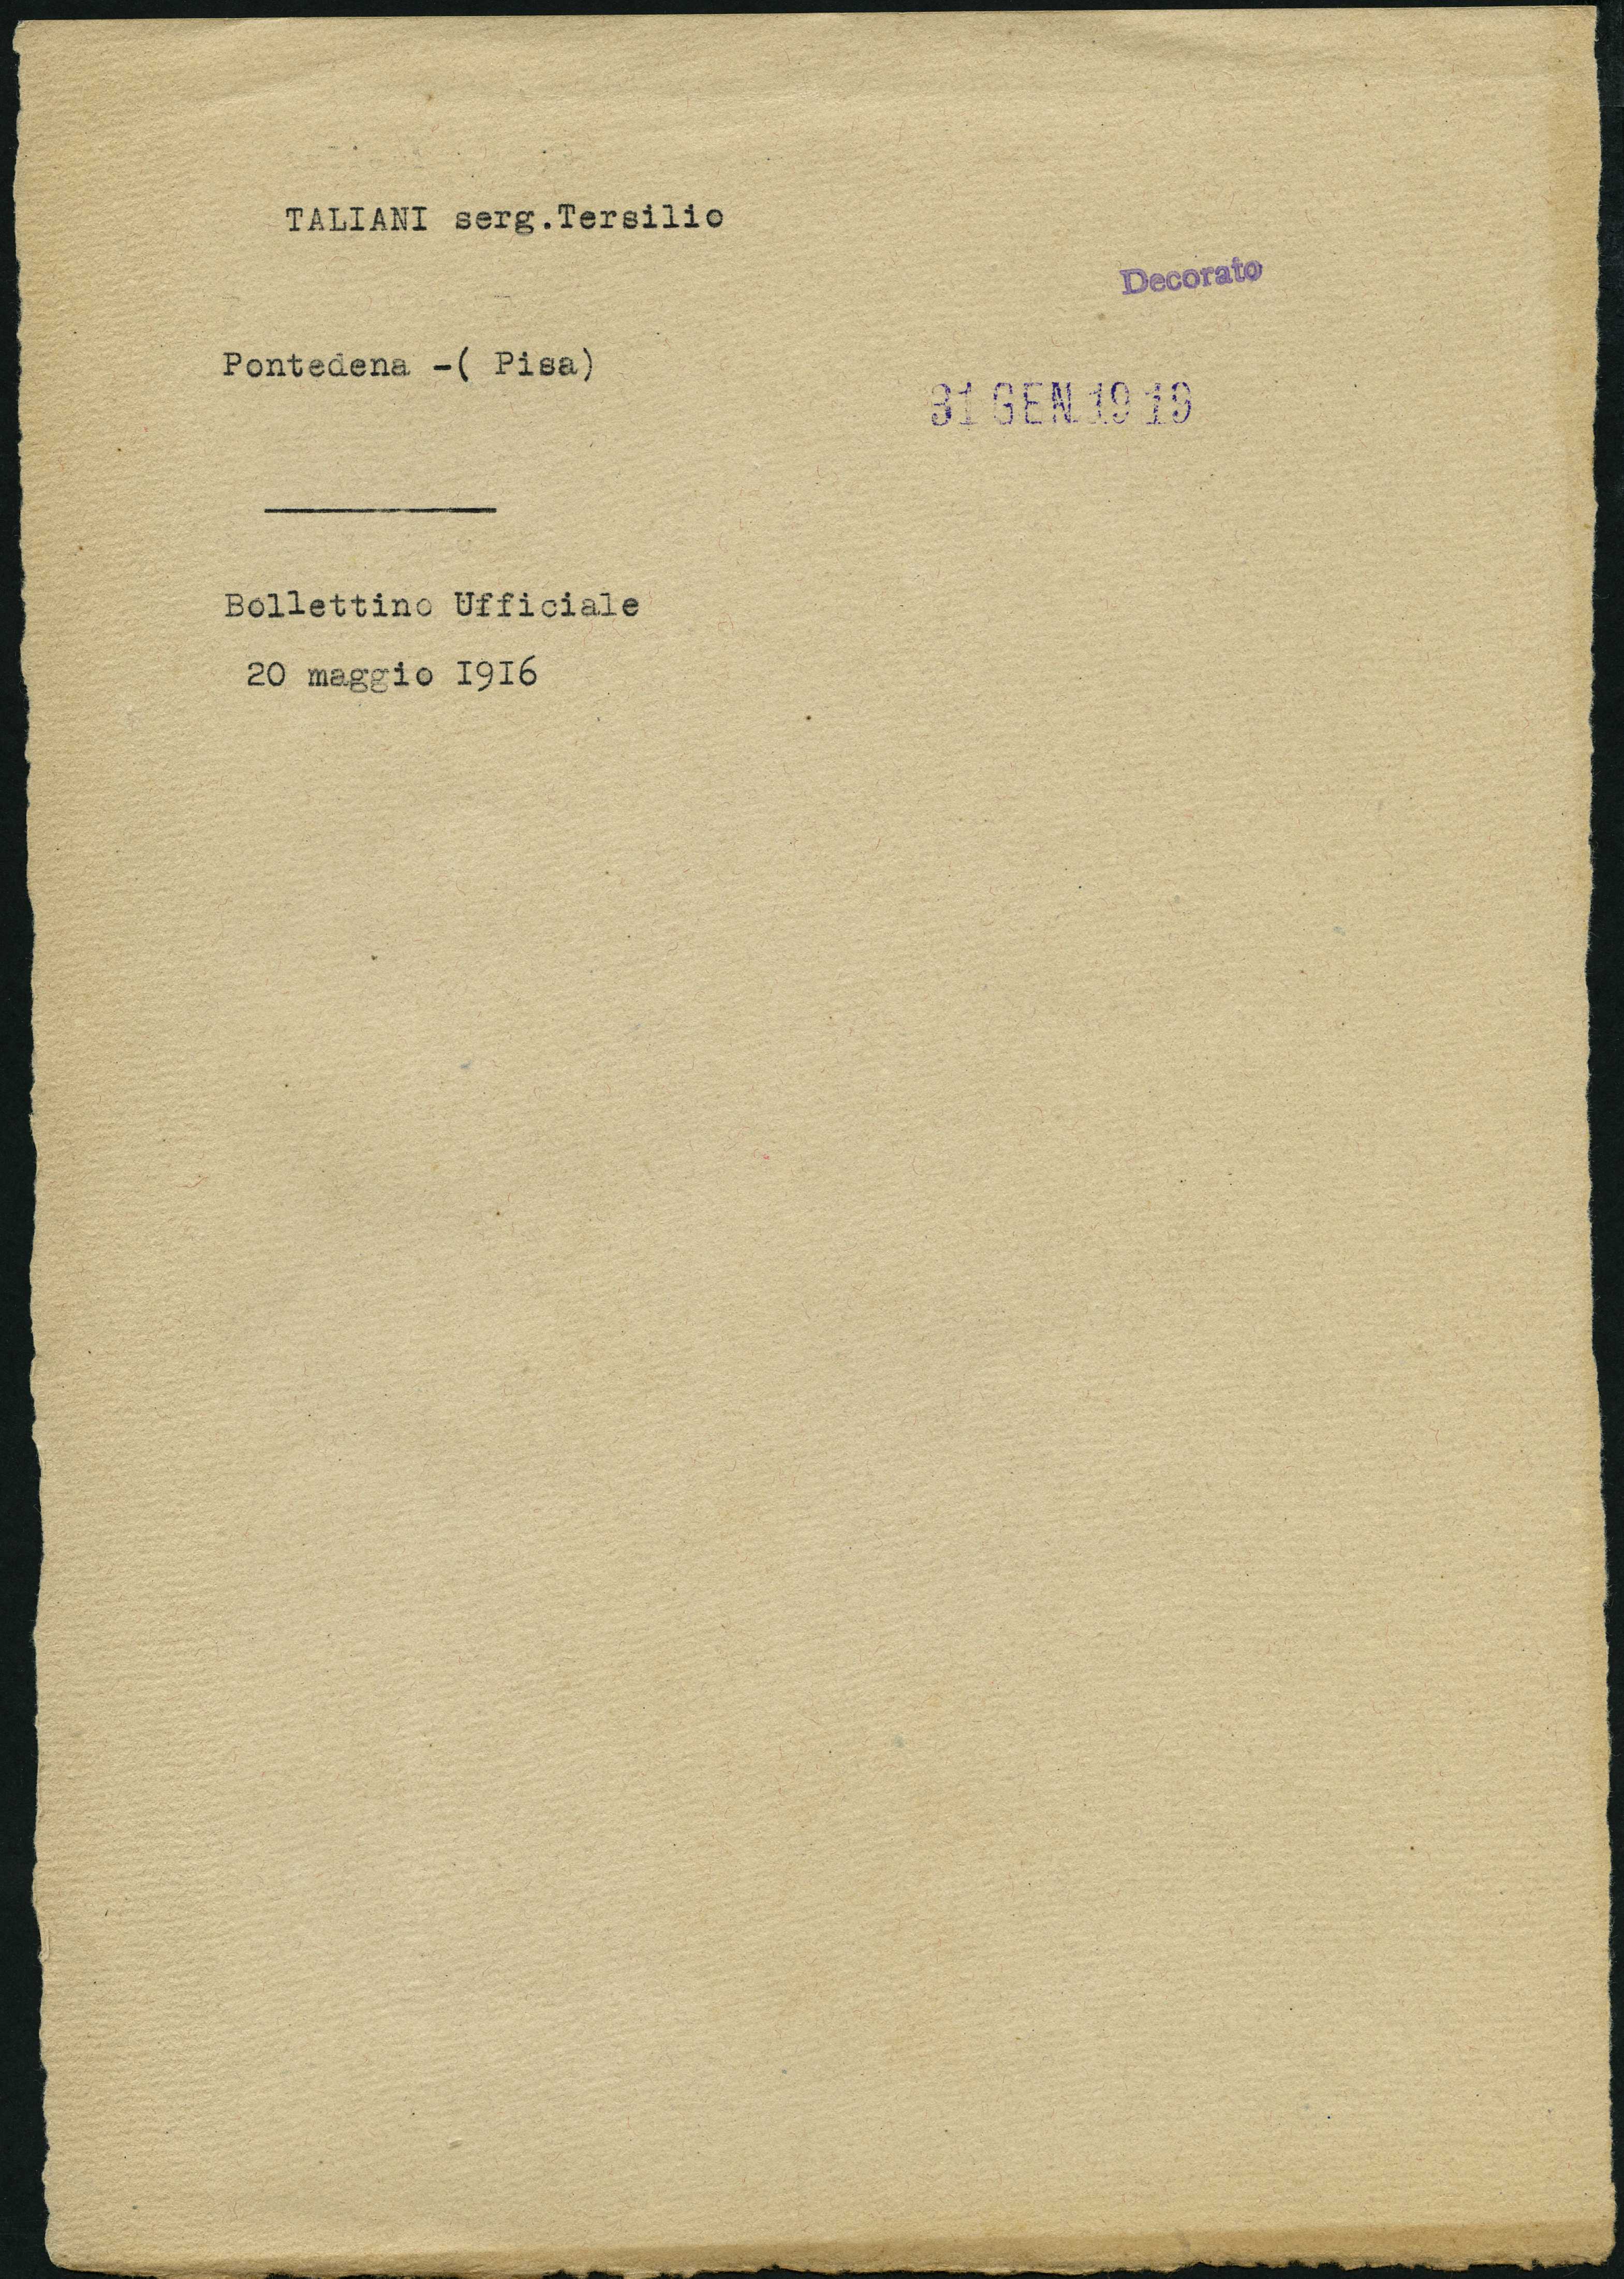 TALIANI serg.Tersilio
Decorato
Pontedena -( Pisa)
31 GEN 1919
Bollettino Ufficiale
20 maggio I9I6